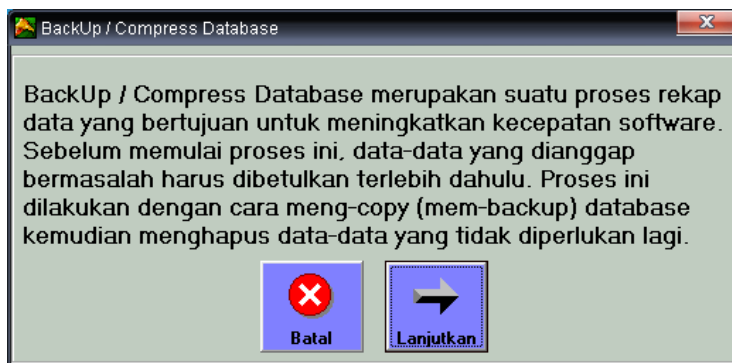 BackUp / Compress Database
BackUp / Compress Database merupakan suatu proses rekap
data yang bertujuan untuk meningkatkan kecepatan software.
Sebelum memulai proses ini, data-data yang dianggap
bermasalah harus dibetulkan terlebih dahulu. Proses ini
dilakukan dengan cara meng-copy (mem-backup) database
kemudian menghapus data-data yang tidak diperlukan lagi.
Batal
Lanjutkan